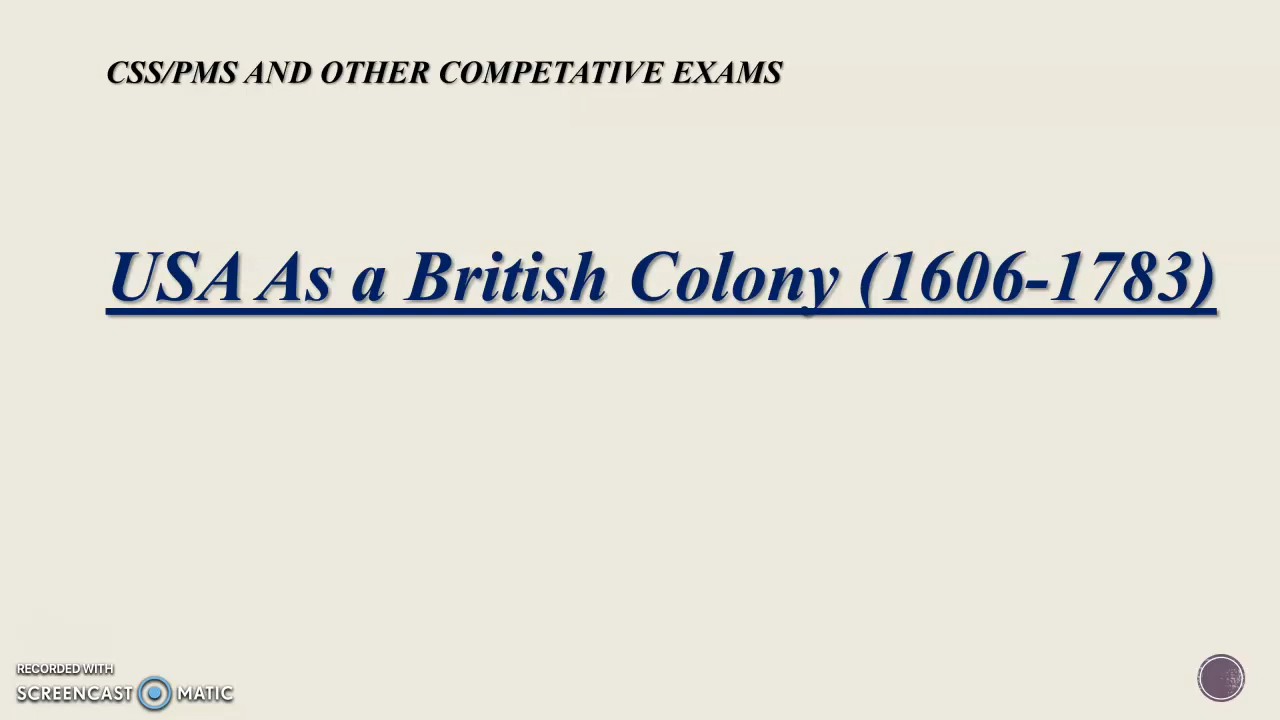 CSS/PMS AND OTHER COMPETATIVE EXAMS
USA As a British Colony (1606-1783)
RECORDED WITH
SCREENCAST MATIC